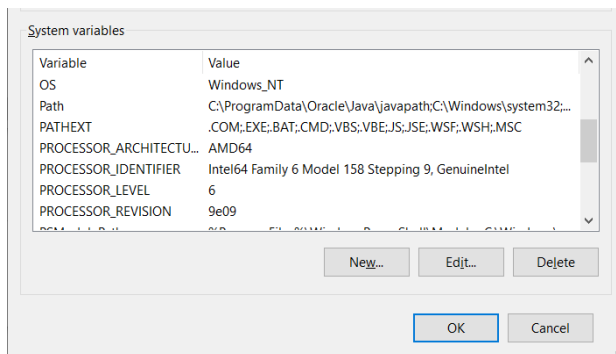 System variables
Variable Value
OS Windows_NT
Path C:\ProgramData\Oracle\Java\javapath;C:\Windows\system32;...
PATHEXT .COM;.EXE;.BAT;.CMD;.VBS;.VBE;.JS;.JSE;.WSF;.WSH;.MSC
PROCESSOR_ARCHITECTU... AMD64
PROCESSOR_IDENTIFIER Intel64 Family 6 Model 158 Stepping 9, GenuineIntel
PROCESSOR_LEVEL 6
PROCESSOR_REVISION 9e09
New... Edit... Delete
OK Cancel